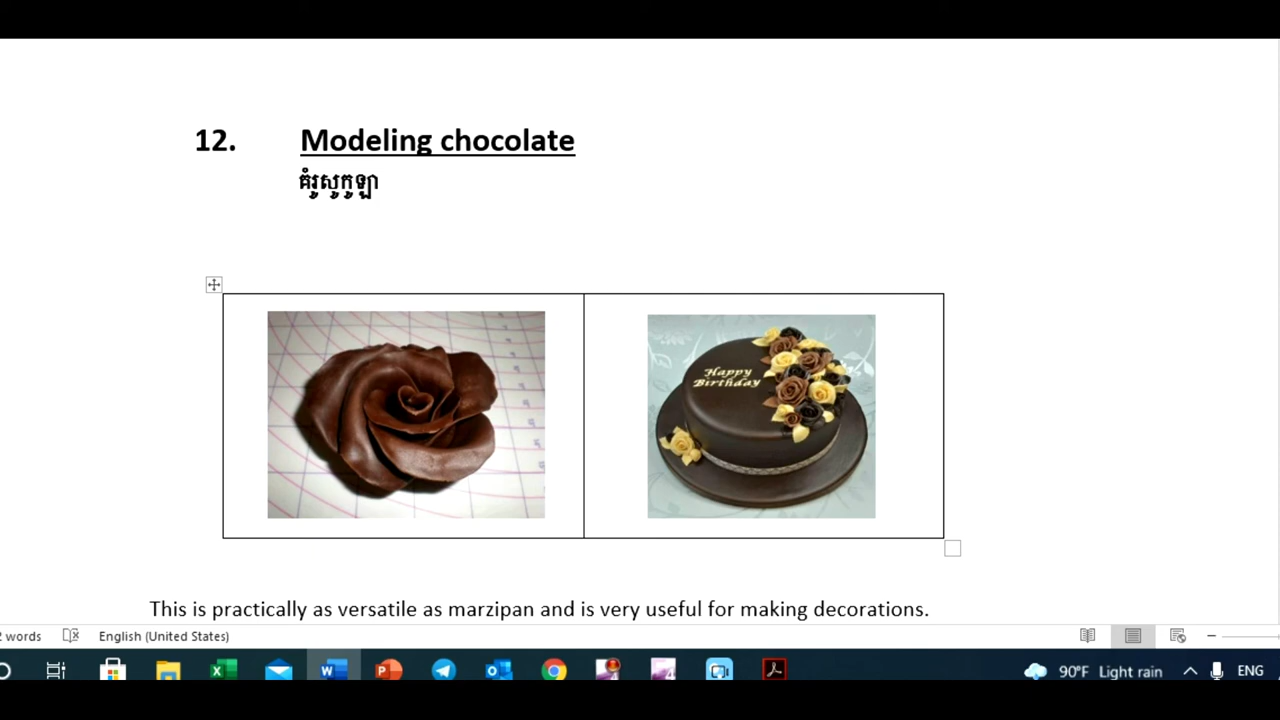 12. Modeling chocolate
គំរូសូកូឡា
Happy
Birthday
This is practically as versatile as marzipan and is very useful for making decorations.
words
English (United States)
90°F Light rain
ENG